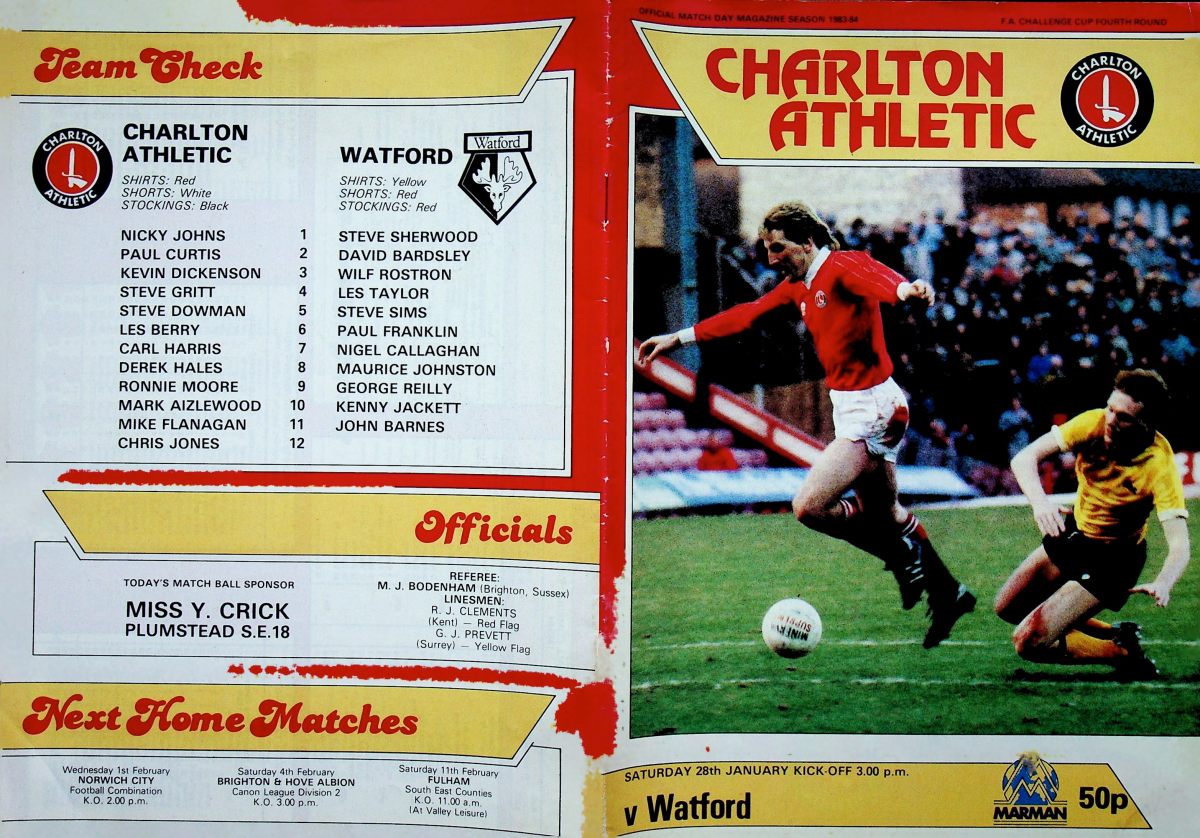 Team Check
CHARLTON
ATHLETIC
CHARLTON
ATHLETIC
SHIRTS: Red
SHORTS: White
STOCKINGS: Black
WATFORD
Watford
SHIRTS: Yellow
SHORTS: Red
STOCKINGS: Red
NICKY JOHNS 1 STEVE SHERWOOD
PAUL CURTIS 2 DAVID BARDSLEY
KEVIN DICKENSON 3 WILF ROSTRON
STEVE GRITT 4 LES TAYLOR
STEVE DOWMAN 5 STEVE SIMS
LES BERRY 6 PAUL FRANKLIN
CARL HARRIS 7 NIGEL CALLAGHAN
DEREK HALES 8 MAURICE JOHNSTON
RONNIE MOORE 9 GEORGE REILLY
MARK AIZLEWOOD 10 KENNY JACKETT
MIKE FLANAGAN 11 JOHN BARNES
CHRIS JONES 12
Officials
TODAY'S MATCH BALL SPONSOR
MISS Y. CRICK
PLUMSTEAD S.E.18
REFEREE:
M. J. BODENHAM (Brighton, Sussex)
LINESMEN:
R. J. CLEMENTS
(Kent) — Red Flag
G. J. PREVETT
(Surrey) — Yellow Flag
Next Home Matches
Wednesday 1st February
NORWICH CITY
Football Combination
K.O. 2.00 p.m.
Saturday 4th February
BRIGHTON & HOVE ALBION
Canon League Division 2
K.O. 3.00 p.m.
Saturday 11th February
FULHAM
South East Counties
K.O. 11.00 a.m.
(At Valley Leisure)
OFFICIAL MATCH DAY MAGAZINE SEASON 1983-84
F.A. CHALLENGE CUP FOURTH ROUND
CHARLTON
ATHLETIC
CHARLTON
ATHLETIC
MINERVA
SUPREME
SATURDAY 28th JANUARY KICK-OFF 3.00 p.m.
v Watford
MARMAN
50p